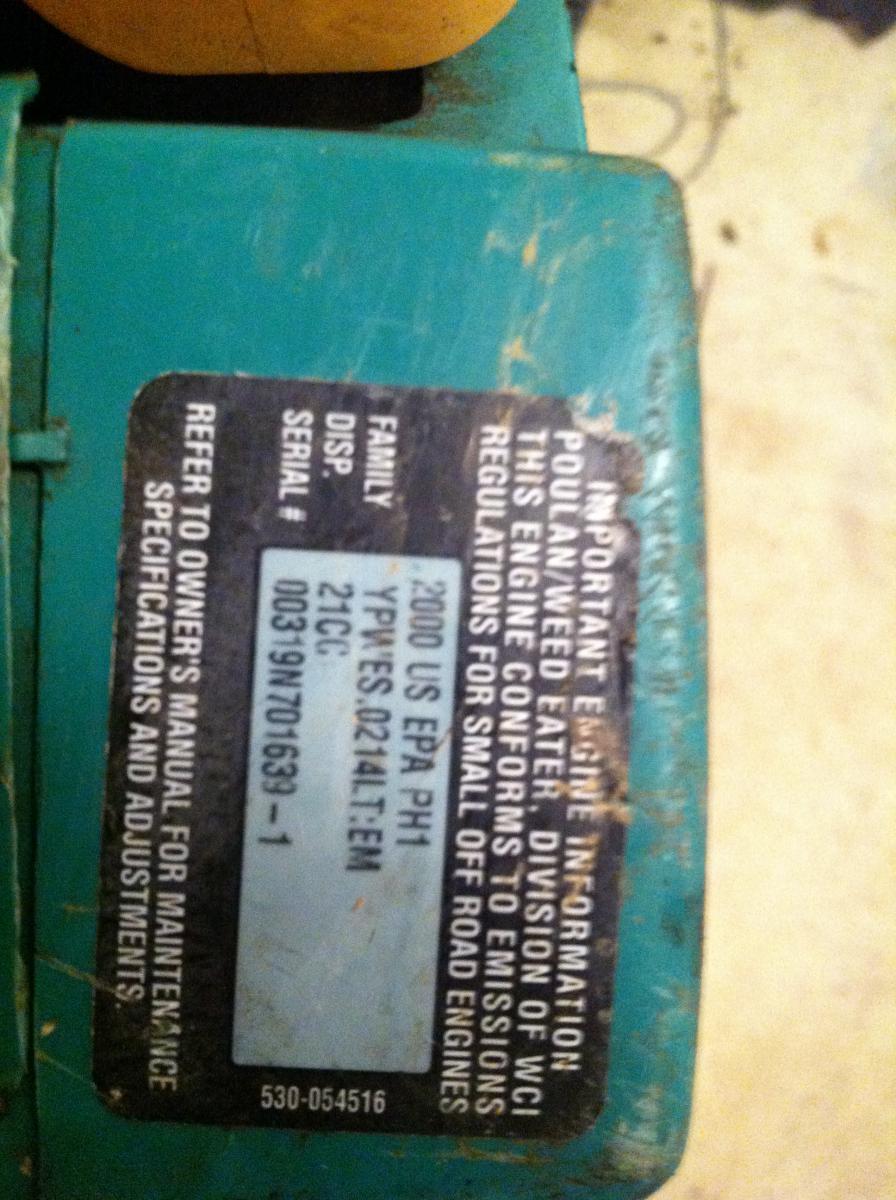 IMPORTANT ENGINE INFORMATION
POULAN/WEED EATER, DIVISION OF WCI
THIS ENGINE CONFORMS TO EMISSIONS
REGULATIONS FOR SMALL OFF ROAD ENGINES
2000 US EPA PH1
FAMILY YPWES.0214LT:EM
DISP. 21CC
SERIAL # 00319N701639-1
530-054516
REFER TO OWNER'S MANUAL FOR MAINTENANCE
SPECIFICATIONS AND ADJUSTMENTS.